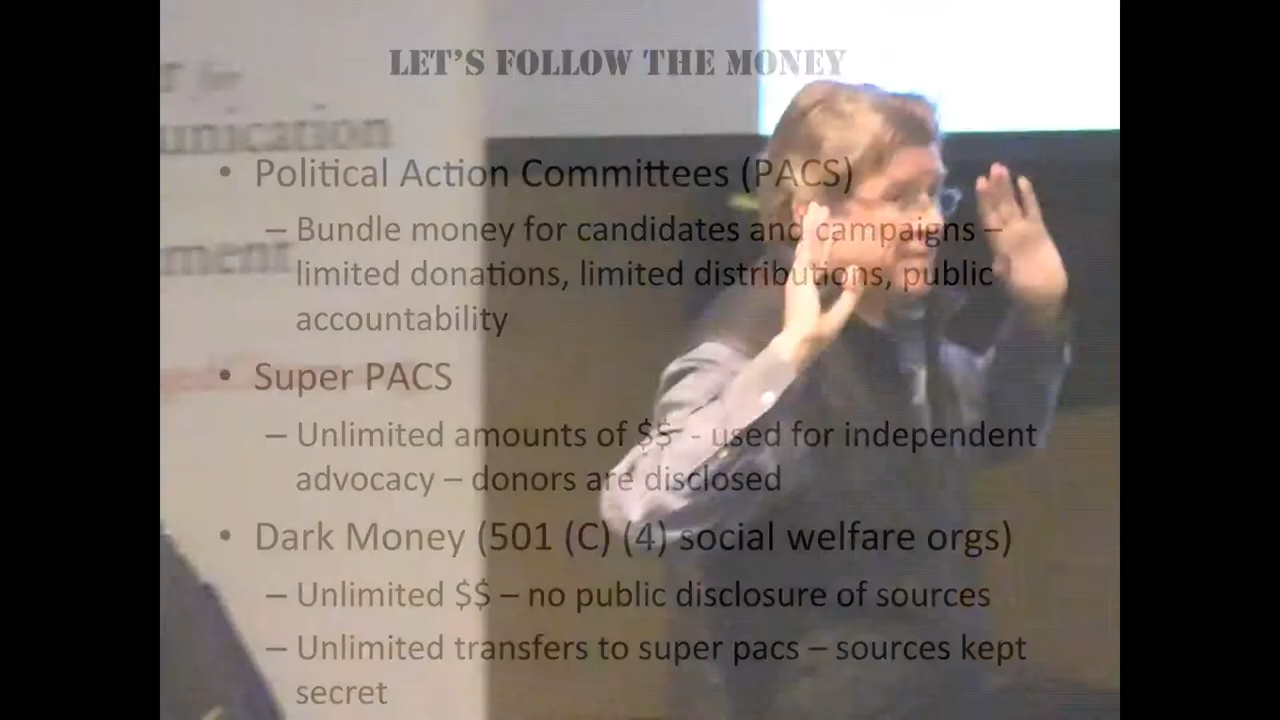 LET'S FOLLOW THE MONEY
unication
ment
• Political Action Committees (PACS)
– Bundle money for candidates and campaigns –
limited donations, limited distributions, public
accountability
• Super PACS
– Unlimited amounts of $$ - used for independent
advocacy – donors are disclosed
• Dark Money (501 (C) (4) social welfare orgs)
– Unlimited $$ – no public disclosure of sources
– Unlimited transfers to super pacs – sources kept
secret